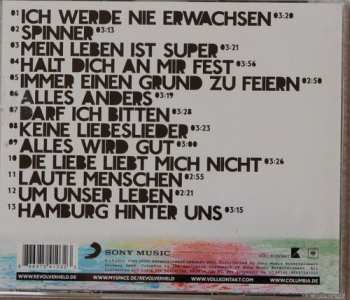 01 ICH WERDE NIE ERWACHSEN 03:20
02 SPINNER 03:13
03 MEIN LEBEN IST SUPER 03:21
04 HALT DICH AN MIR FEST 03:56
05 IMMER EINEN GRUND ZU FEIERN 02:50
06 ALLES ANDERS 03:19
07 DARF ICH BITTEN 03:28
08 KEINE LIEBESLIEDER 03:23
09 ALLES WIRD GUT 03:00
10 DIE LIEBE LIEBT MICH NICHT 03:26
11 LAUTE MENSCHEN 02:55
12 UM UNSER LEBEN 02:21
13 HAMBURG HINTER UNS 03:15
SONY MUSIC
WWW.REVOLVERHELD.DE
WWW.MYSPACE.DE/REVOLVERHELD
WWW.VOLLKONTAKT.COM
WWW.COLUMBIA.DE